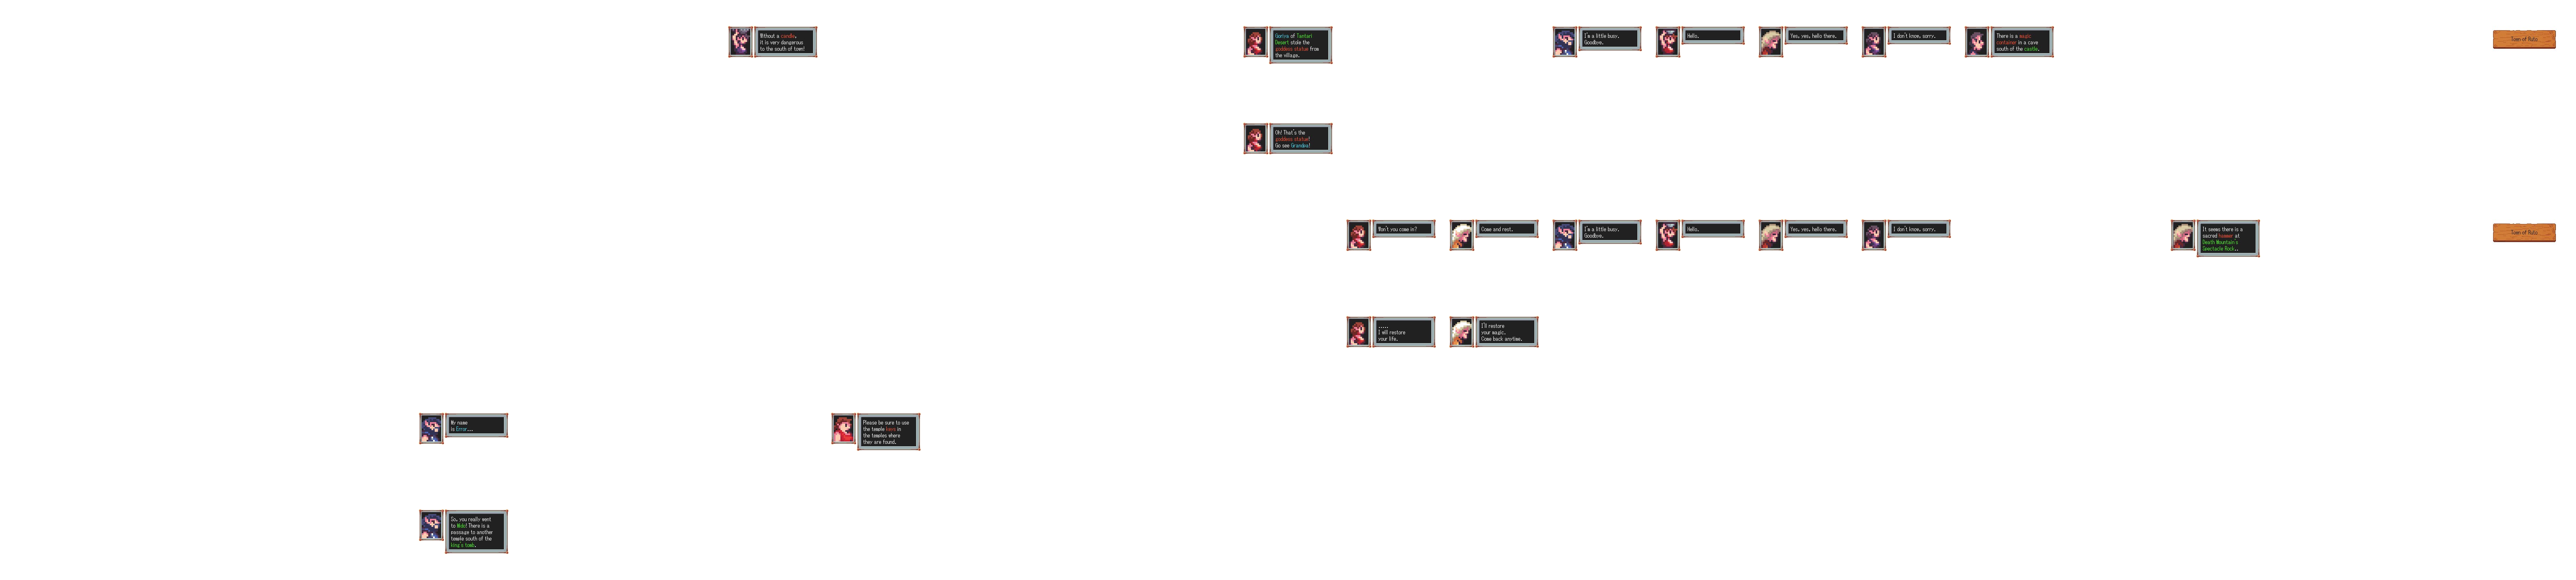 Without a candle,
it is very dangerous
to the south of town!
Goriya of Tantari
Desert stole the
goddess statue from
the village.
I'm a little busy.
Goodbye.
Hello.
Yes, yes, hello there.
I don't know, sorry.
There is a magic
container in a cave
south of the castle.
Town of Ruto
Oh! That's the
goddess statue!
Go see Grandpa!
Won't you come in?
Come and rest.
I'm a little busy.
Goodbye.
Hello.
Yes, yes, hello there.
I don't know, sorry.
It seems there is a
sacred hammer at
Death Mountain's
Spectacle Rock..
Town of Ruto
.....
I will restore
your life.
I'll restore
your magic.
Come back anytime.
My name
is Error...
Please be sure to use
the temple keys in
the temples where
they are found.
So, you really went
to Mido! There is a
passage to another
temple south of the
king's tomb.